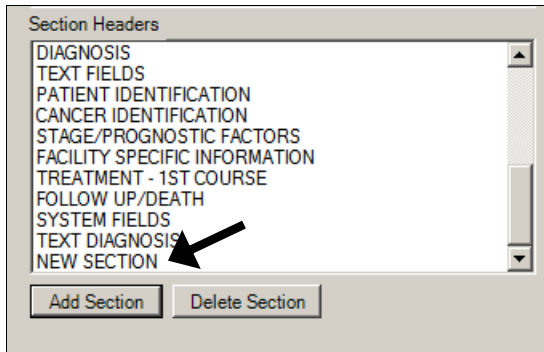 Section Headers
DIAGNOSIS
TEXT FIELDS
PATIENT IDENTIFICATION
CANCER IDENTIFICATION
STAGE/PROGNOSTIC FACTORS
FACILITY SPECIFIC INFORMATION
TREATMENT - 1ST COURSE
FOLLOW UP/DEATH
SYSTEM FIELDS
TEXT DIAGNOSIS
NEW SECTION
Add Section Delete Section